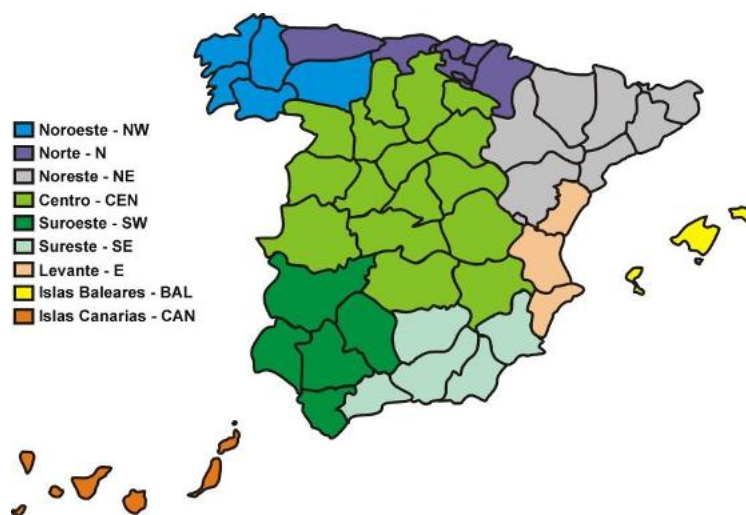 Noroeste - NW
Norte - N
Noreste - NE
Centro - CEN
Suroeste - SW
Sureste - SE
Levante - E
Islas Baleares - BAL
Islas Canarias - CAN